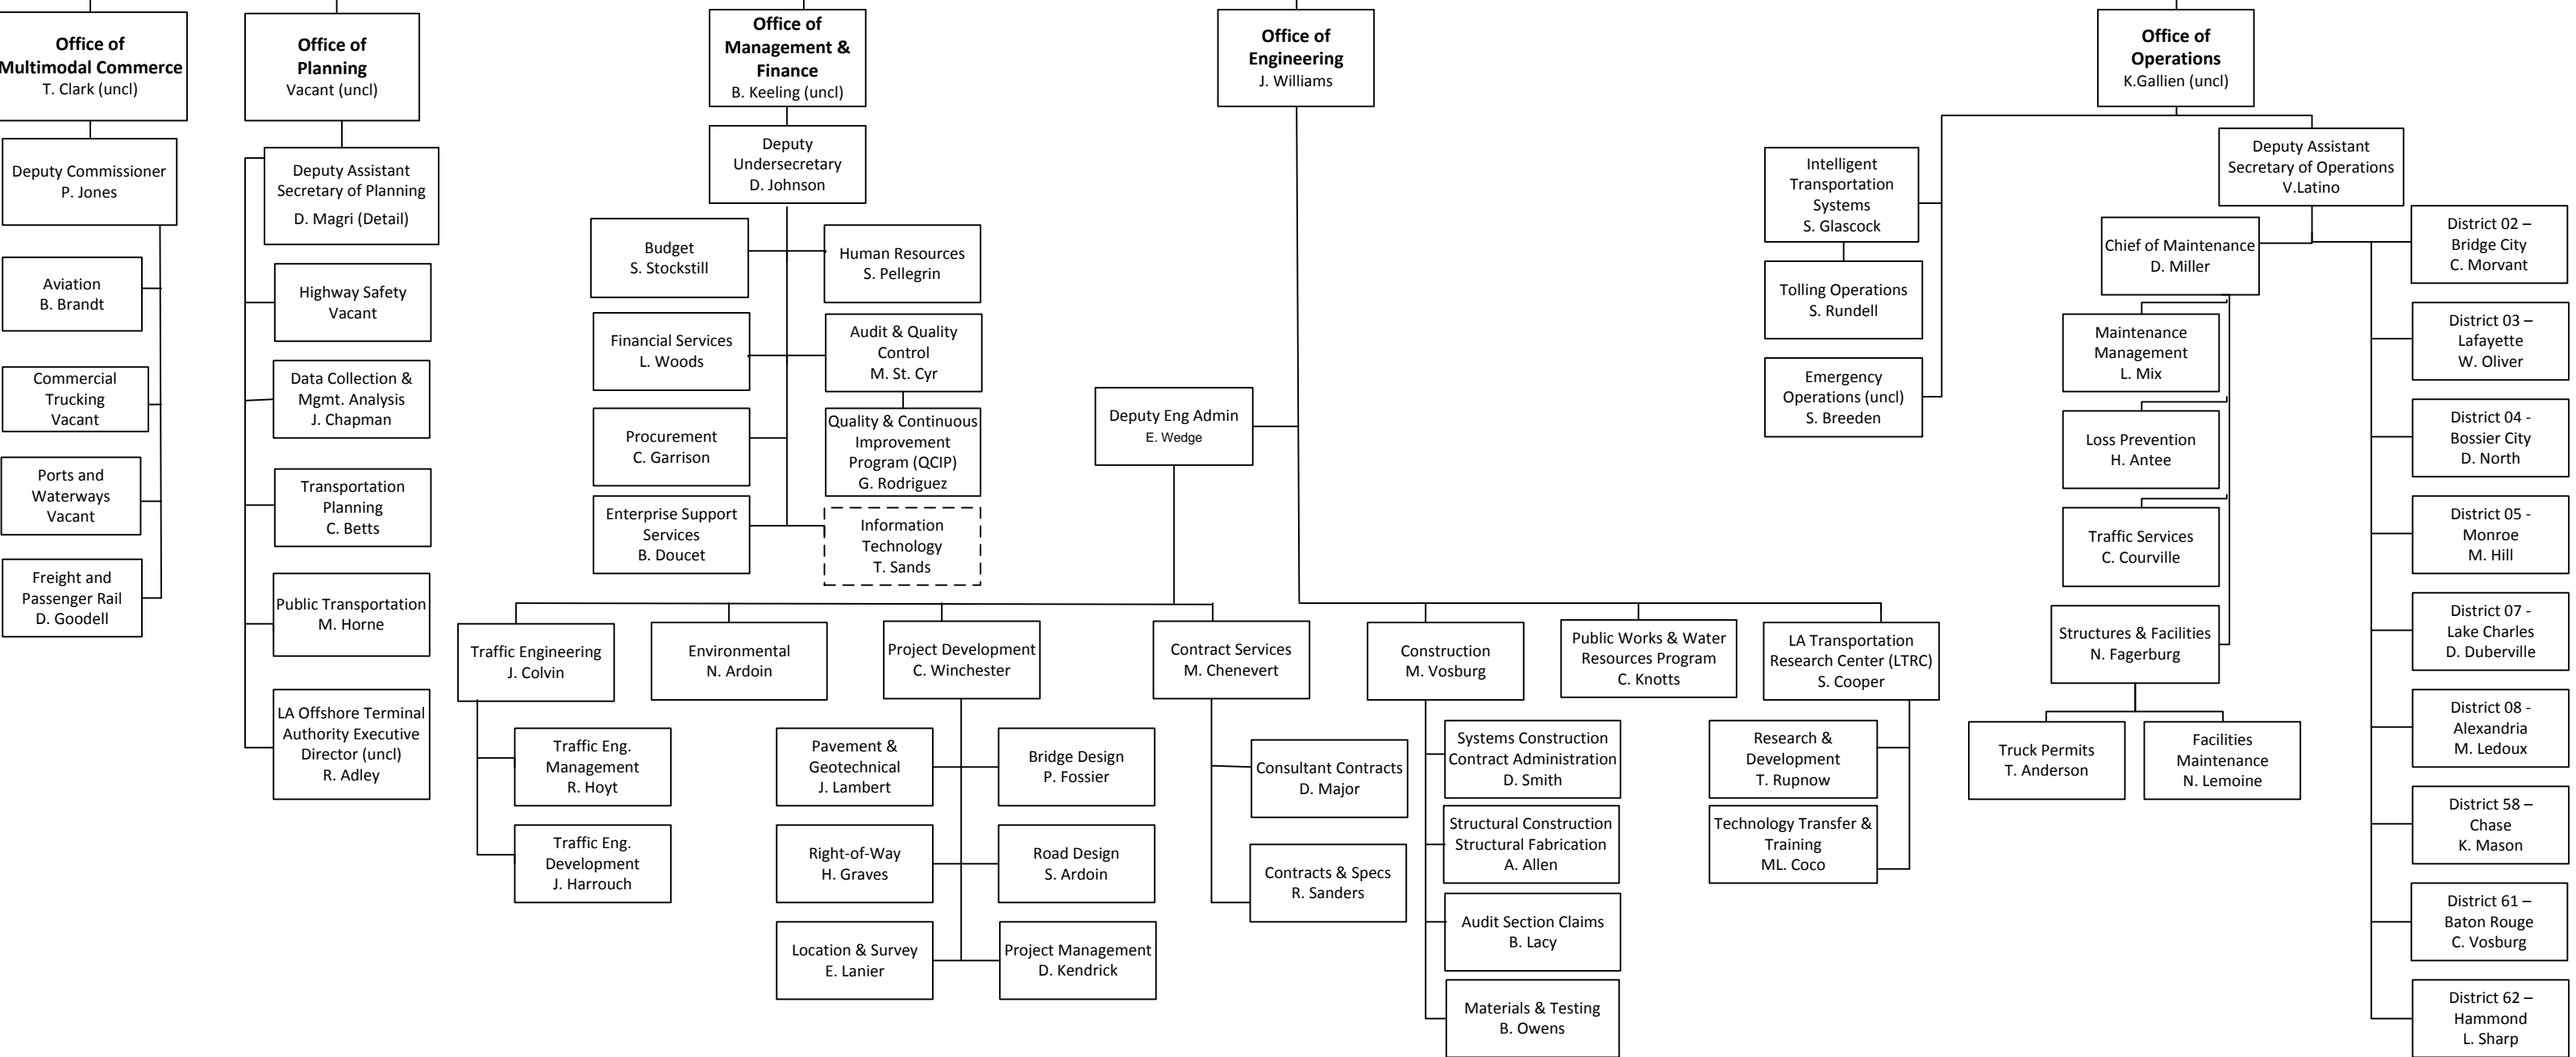 Office of
Multimodal Commerce
T. Clark (uncl)
Deputy Commissioner
P. Jones
Aviation
B. Brandt
Commercial
Trucking
Vacant
Ports and
Waterways
Vacant
Freight and
Passenger Rail
D. Goodell
Office of
Planning
Vacant (uncl)
Deputy Assistant
Secretary of Planning
D. Magri (Detail)
Highway Safety
Vacant
Data Collection &
Mgmt. Analysis
J. Chapman
Transportation
Planning
C. Betts
Public Transportation
M. Horne
LA Offshore Terminal
Authority Executive
Director (uncl)
R. Adley
Office of
Management &
Finance
B. Keeling (uncl)
Deputy
Undersecretary
D. Johnson
Budget
S. Stockstill
Human Resources
S. Pellegrin
Financial Services
L. Woods
Audit & Quality
Control
M. St. Cyr
Procurement
C. Garrison
Quality & Continuous
Improvement
Program (QCIP)
G. Rodriguez
Enterprise Support
Services
B. Doucet
Information
Technology
T. Sands
Office of
Engineering
J. Williams
Deputy Eng Admin
E. Wedge
Traffic Engineering
J. Colvin
Traffic Eng.
Management
R. Hoyt
Traffic Eng.
Development
J. Harrouch
Environmental
N. Ardoin
Project Development
C. Winchester
Pavement &
Geotechnical
J. Lambert
Bridge Design
P. Fossier
Right-of-Way
H. Graves
Road Design
S. Ardoin
Location & Survey
E. Lanier
Project Management
D. Kendrick
Contract Services
M. Chenevert
Consultant Contracts
D. Major
Contracts & Specs
R. Sanders
Construction
M. Vosburg
Systems Construction
Contract Administration
D. Smith
Structural Construction
Structural Fabrication
A. Allen
Audit Section Claims
B. Lacy
Materials & Testing
B. Owens
Public Works & Water
Resources Program
C. Knotts
LA Transportation
Research Center (LTRC)
S. Cooper
Research &
Development
T. Rupnow
Technology Transfer &
Training
ML. Coco
Office of
Operations
K.Gallien (uncl)
Intelligent
Transportation
Systems
S. Glascock
Tolling Operations
S. Rundell
Emergency
Operations (uncl)
S. Breeden
Deputy Assistant
Secretary of Operations
V.Latino
Chief of Maintenance
D. Miller
Maintenance
Management
L. Mix
Loss Prevention
H. Antee
Traffic Services
C. Courville
Structures & Facilities
N. Fagerburg
Truck Permits
T. Anderson
Facilities
Maintenance
N. Lemoine
District 02 –
Bridge City
C. Morvant
District 03 –
Lafayette
W. Oliver
District 04 -
Bossier City
D. North
District 05 -
Monroe
M. Hill
District 07 -
Lake Charles
D. Duberville
District 08 -
Alexandria
M. Ledoux
District 58 –
Chase
K. Mason
District 61 –
Baton Rouge
C. Vosburg
District 62 –
Hammond
L. Sharp